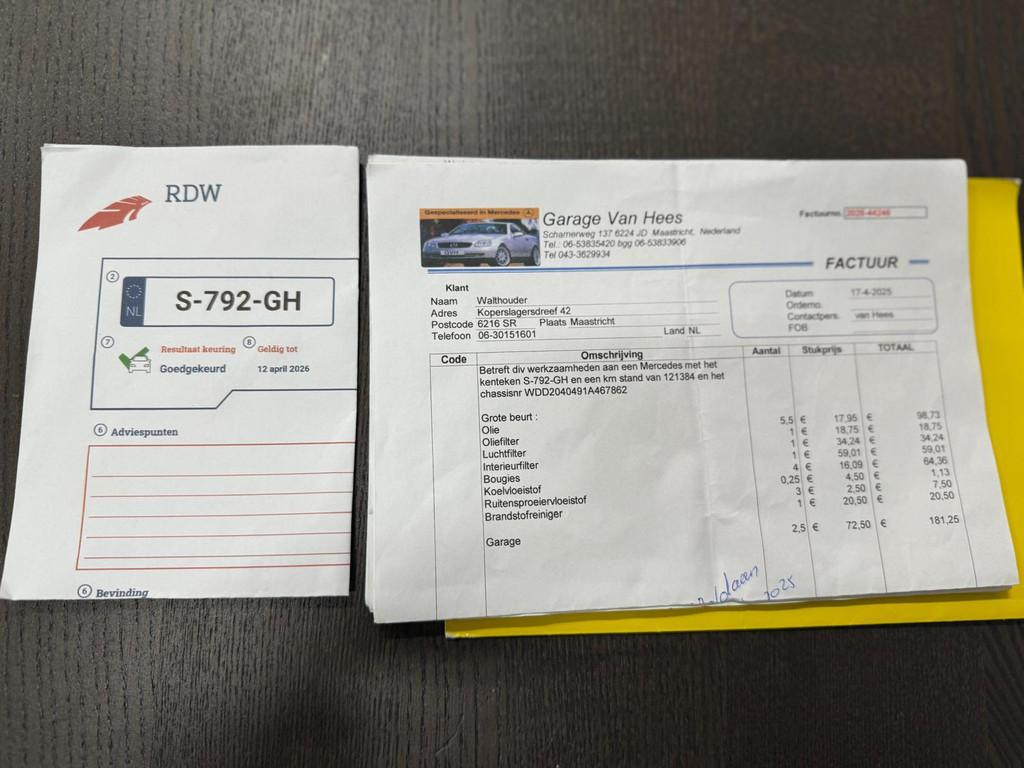 RDW
2
NL
S-792-GH
7
Resultaat keuring
Goedgekeurd
8
Geldig tot
12 april 2026
6 Adviespunten
6 Bevinding
Gespecialiseerd in Mercedes
Garage Van Hees
Scharnerweg 137 6224 JD Maastricht, Nederland
Tel.: 06-53835420 bgg 06-53833906
Tel 043-3629934
Factuurno.
FACTUUR
Klant
Naam Walthouder
Adres Koperslagersdreef 42
Postcode 6216 SR Plaats Maastricht
Telefoon 06-30151601 Land NL
Datum 17-4-2025
Orderno.
Contactpers. van Hees
FOB
Code Omschrijving Aantal Stukprijs TOTAAL
Betreft div werkzaamheden aan een Mercedes met het
kenteken S-792-GH en een km stand van 121384 en het
chassisnr WDD2040491A467862
Grote beurt :
Olie 5,5 € 17,95 € 98,73
Oliefilter 1 € 18,75 € 18,75
Luchtfilter 1 € 34,24 € 34,24
Interieurfilter 1 € 59,01 € 59,01
Bougies 4 € 16,09 € 64,36
Koelvloeistof 0,25 € 4,50 € 1,13
Ruitensproeiervloeistof 3 € 2,50 € 7,50
Brandstofreiniger 1 € 20,50 € 20,50
Garage 2,5 € 72,50 € 181,25
2025